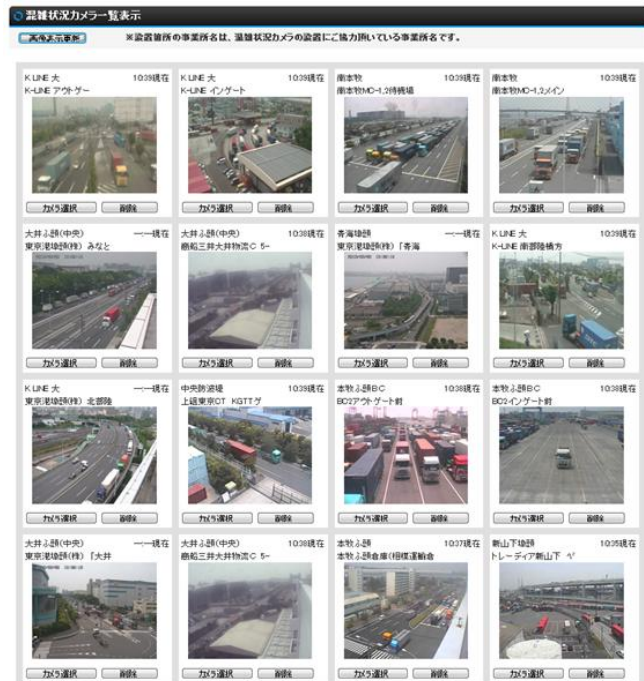 混雑状況カメラ一覧表示
画像表示更新 ※設置箇所の事業所名は、混雑状況カメラの設置にご協力頂いている事業所名です。
K LINE 大 10:39現在
K-LINE アウトゲー
カメラ選択 削除
K LINE 大 10:39現在
K-LINE インゲート
カメラ選択 削除
南本牧 10:39現在
南本牧MC-1,2待機場
カメラ選択 削除
南本牧 10:39現在
南本牧MC-1,2メイン
カメラ選択 削除
大井ふ頭(中央) --:--現在
東京港埠頭(株) みなと
カメラ選択 削除
大井ふ頭(中央) 10:38現在
商船三井大井物流C 5-
カメラ選択 削除
青海埠頭 --:--現在
東京港埠頭(株) 「青海
カメラ選択 削除
K LINE 大 10:39現在
K-LINE 南部陸橋方
カメラ選択 削除
K LINE 大 --:--現在
東京港埠頭(株) 北部陸
カメラ選択 削除
中央防波堤 10:39現在
上組東京CT KGTTゲ
カメラ選択 削除
本牧ふ頭BC 10:38現在
BC2アウトゲート前
カメラ選択 削除
本牧ふ頭BC 10:38現在
BC2-インゲート前
カメラ選択 削除
大井ふ頭(中央) --:--現在
東京港埠頭(株) 「大井
カメラ選択 削除
大井ふ頭(中央) 10:38現在
商船三井大井物流C 5-
カメラ選択 削除
本牧ふ頭 10:37現在
本牧ふ頭倉庫(相模運輸倉
カメラ選択 削除
新山下埠頭 10:35現在
トレーディア新山下 ゲ
カメラ選択 削除